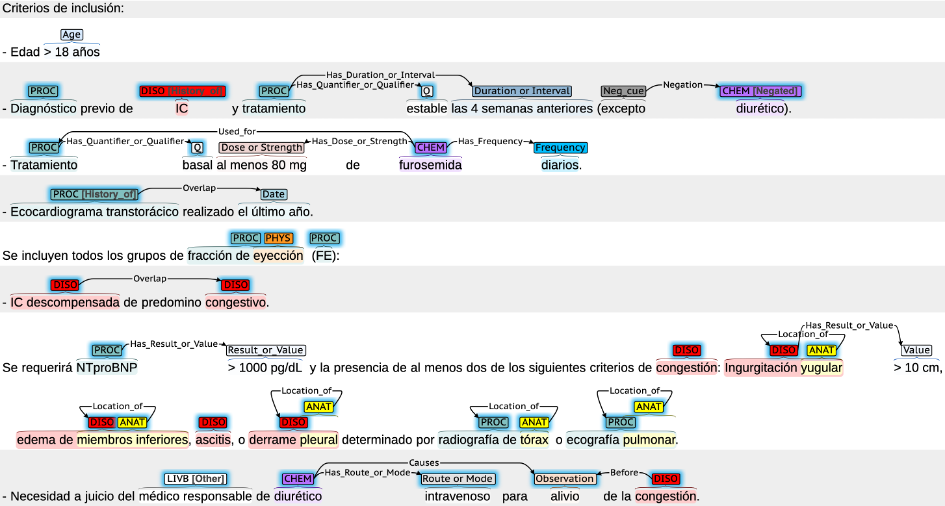 Criterios de inclusión:
Age
- Edad > 18 años
Has_Duration_or_Interval
PROC DISO [History_of] PROC Has_Quantifier_or_Qualifier Q Duration or Interval Neg_cue Negation CHEM [Negated]
- Diagnóstico previo de IC y tratamiento estable las 4 semanas anteriores (excepto diurético).
Used_for
PROC Has_Quantifier_or_Qualifier Q Dose or Strength Has_Dose_or_Strength CHEM Has_Frequency Frequency
- Tratamiento basal al menos 80 mg de furosemida diarios.
PROC [History_of] Overlap Date
- Ecocardiograma transtorácico realizado el último año.
PROC PHYS PROC
Se incluyen todos los grupos de fracción de eyección (FE):
DISO Overlap DISO
- IC descompensada de predomino congestivo.
Has_Result_or_Value
Location_of
PROC Has_Result_or_Value Result_or_Value DISO DISO ANAT Value
Se requerirá NTproBNP > 1000 pg/dL y la presencia de al menos dos de los siguientes criterios de congestión: Ingurgitación yugular > 10 cm,
Location_of Location_of
Location_of ANAT Location_of ANAT
DISO ANAT DISO DISO PROC ANAT PROC
edema de miembros inferiores, ascitis, o derrame pleural determinado por radiografía de tórax o ecografía pulmonar.
Causes
LIVB [Other] CHEM Has_Route_or_Mode Route or Mode Observation Before DISO
- Necesidad a juicio del médico responsable de diurético intravenoso para alivio de la congestión.